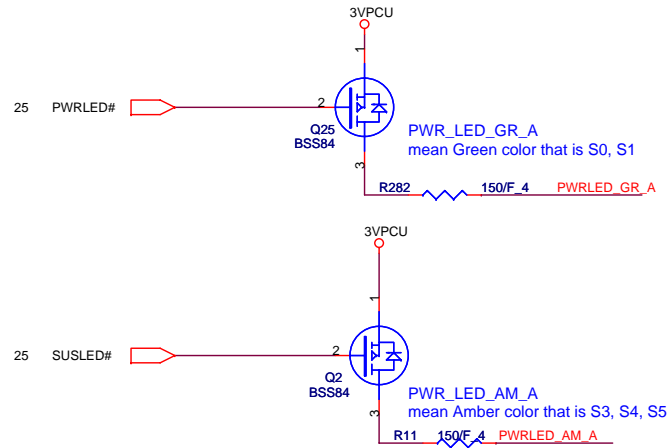 3VPCU
1
25 PWRLED#
2
Q25
BSS84
PWR_LED_GR_A
mean Green color that is S0, S1
3
R282 150/F_4 PWRLED_GR_A
3VPCU
1
25 SUSLED#
2
Q2
BSS84
PWR_LED_AM_A
mean Amber color that is S3, S4, S5
3
R11 150/F_4 PWRLED_AM_A